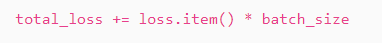 total_loss += loss.item() * batch_size